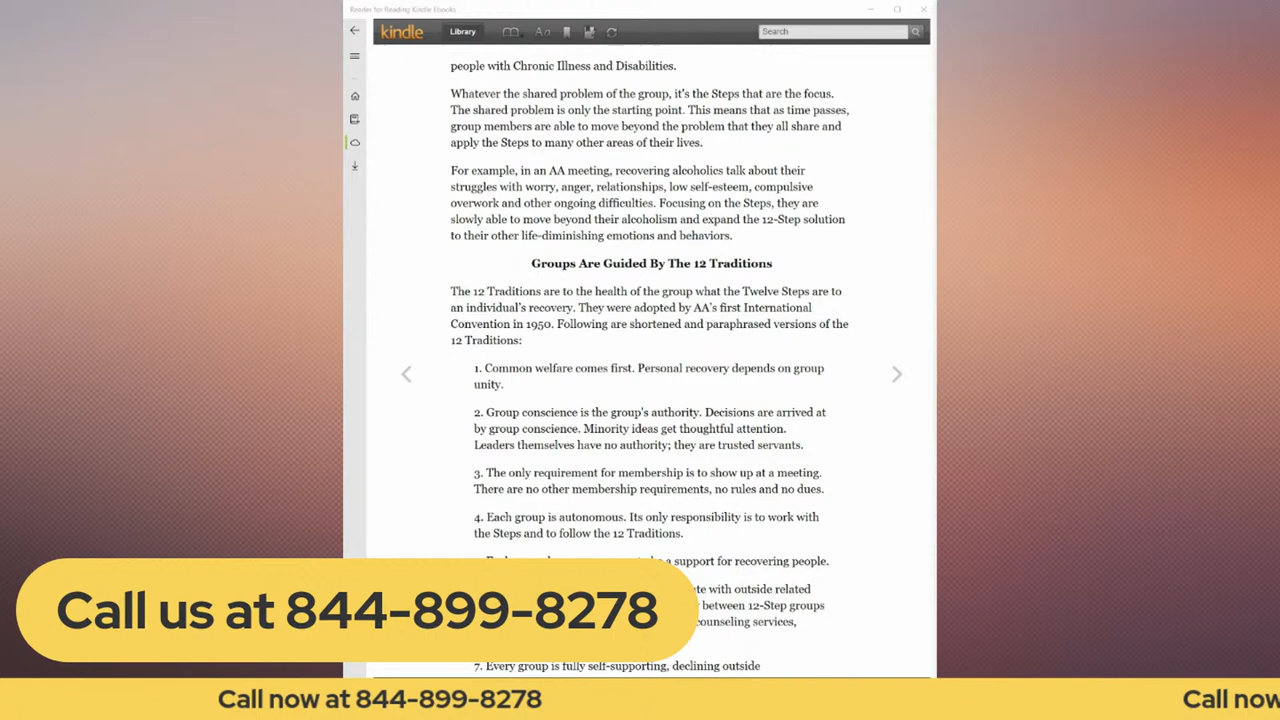 Reader for Reading Kindle Ebooks
kindle
Library
Aa
Search
people with Chronic Illness and Disabilities.
Whatever the shared problem of the group, it's the Steps that are the focus.
The shared problem is only the starting point. This means that as time passes,
group members are able to move beyond the problem that they all share and
apply the Steps to many other areas of their lives.
For example, in an AA meeting, recovering alcoholics talk about their
struggles with worry, anger, relationships, low self-esteem, compulsive
overwork and other ongoing difficulties. Focusing on the Steps, they are
slowly able to move beyond their alcoholism and expand the 12-Step solution
to their other life-diminishing emotions and behaviors.
Groups Are Guided By The 12 Traditions
The 12 Traditions are to the health of the group what the Twelve Steps are to
an individual's recovery. They were adopted by AA's first International
Convention in 1950. Following are shortened and paraphrased versions of the
12 Traditions:
1. Common welfare comes first. Personal recovery depends on group
unity.
2. Group conscience is the group's authority. Decisions are arrived at
by group conscience. Minority ideas get thoughtful attention.
Leaders themselves have no authority; they are trusted servants.
3. The only requirement for membership is to show up at a meeting.
There are no other membership requirements, no rules and no dues.
4. Each group is autonomous. Its only responsibility is to work with
the Steps and to follow the 12 Traditions.
a support for recovering people.
with outside related
between 12-Step groups
counseling services,
7. Every group is fully self-supporting, declining outside
Call us at 844-899-8278
Call now at 844-899-8278
Call now